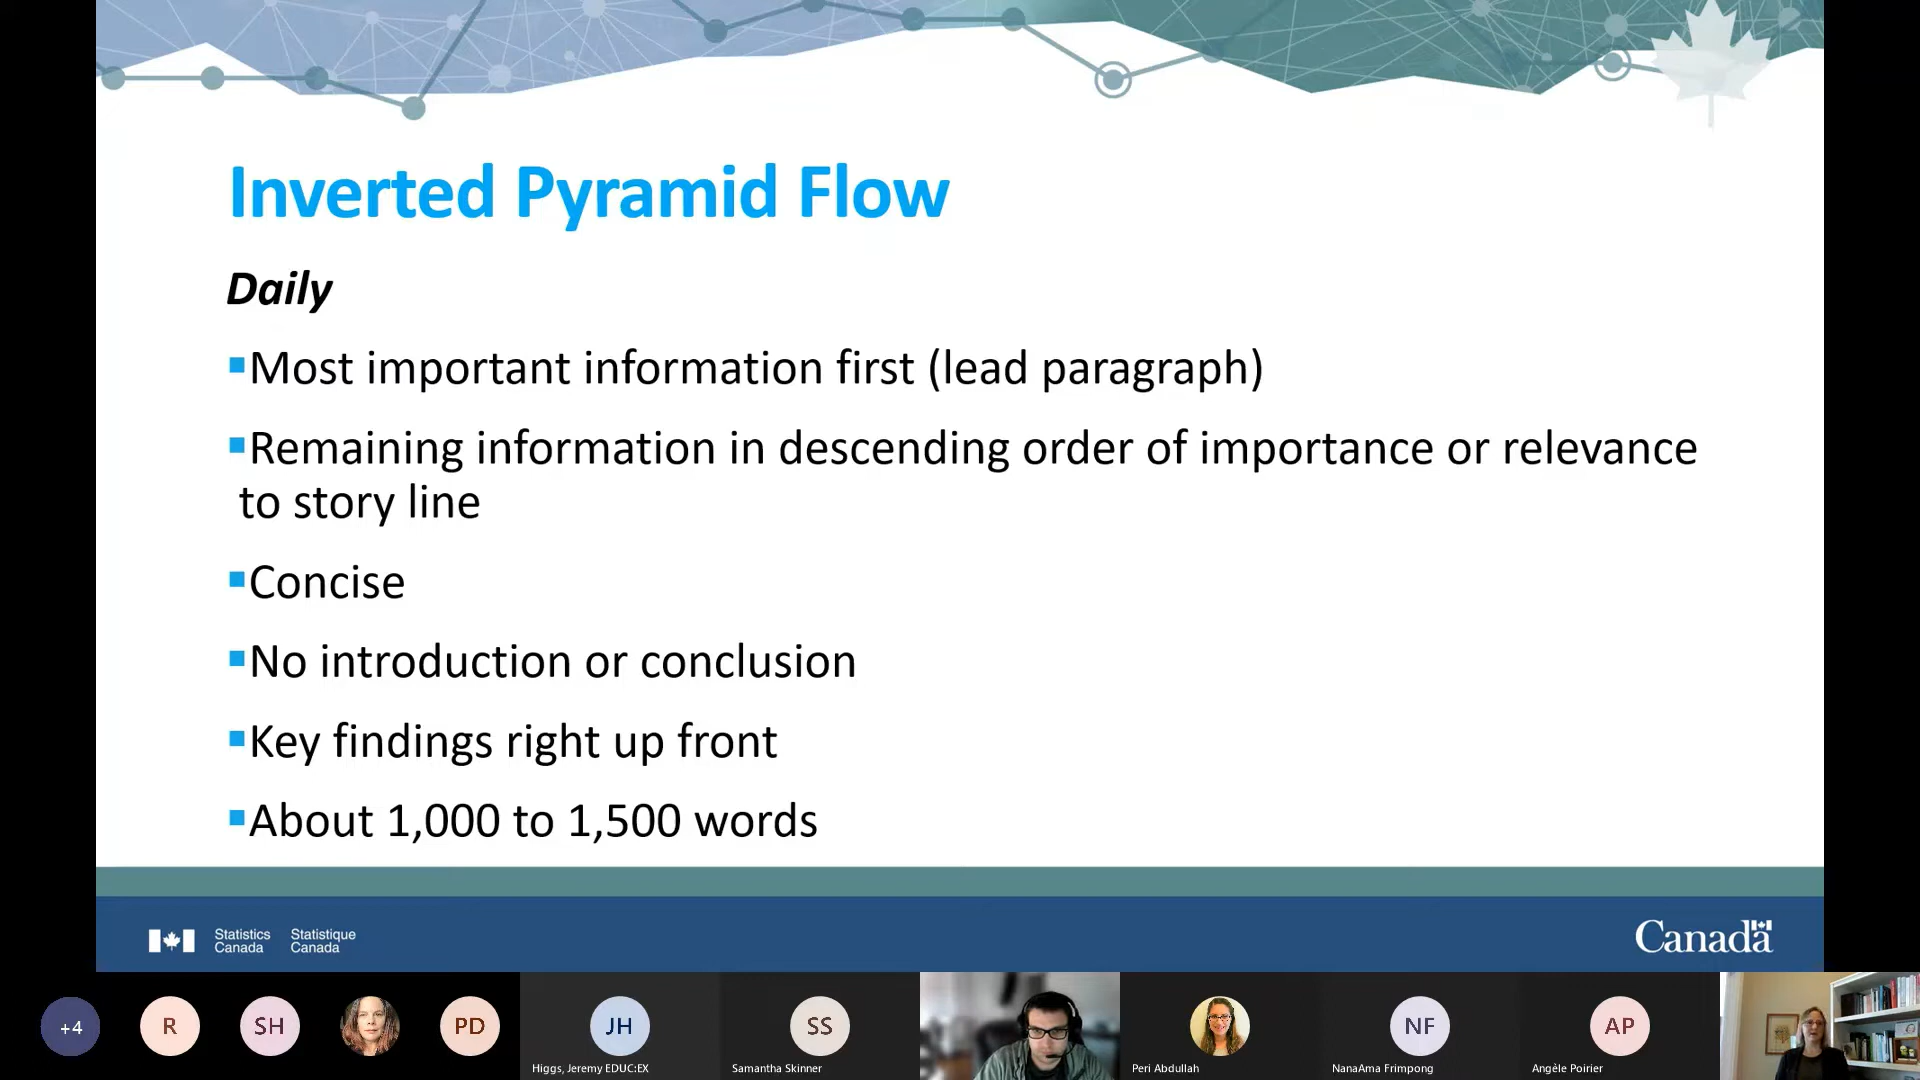 Inverted Pyramid Flow
Daily
▪Most important information first (lead paragraph)
▪Remaining information in descending order of importance or relevance
to story line
▪Concise
▪No introduction or conclusion
▪Key findings right up front
▪About 1,000 to 1,500 words
Statistics Statistique
Canada Canada
Canada
+4
R
SH
PD
JH
SS
NF
AP
Higgs, Jeremy EDUC:EX
Samantha Skinner
Peri Abdullah
NanaAma Frimpong
Angèle Poirier